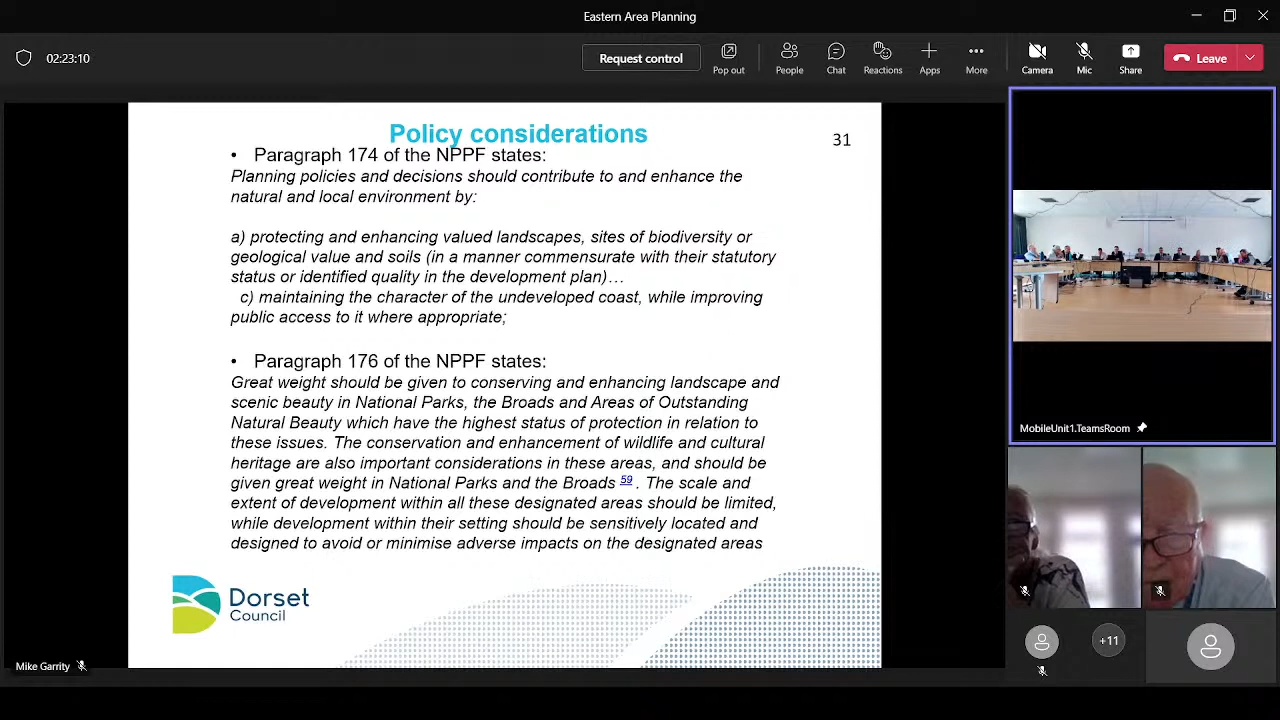 Eastern Area Planning
02:23:10
Request control
Pop out
People
Chat
Reactions
Apps
More
Camera
Mic
Share
Leave
Policy considerations
31
• Paragraph 174 of the NPPF states:
Planning policies and decisions should contribute to and enhance the
natural and local environment by:
a) protecting and enhancing valued landscapes, sites of biodiversity or
geological value and soils (in a manner commensurate with their statutory
status or identified quality in the development plan)…
c) maintaining the character of the undeveloped coast, while improving
public access to it where appropriate;
• Paragraph 176 of the NPPF states:
Great weight should be given to conserving and enhancing landscape and
scenic beauty in National Parks, the Broads and Areas of Outstanding
Natural Beauty which have the highest status of protection in relation to
these issues. The conservation and enhancement of wildlife and cultural
heritage are also important considerations in these areas, and should be
given great weight in National Parks and the Broads 59 . The scale and
extent of development within all these designated areas should be limited,
while development within their setting should be sensitively located and
designed to avoid or minimise adverse impacts on the designated areas
Dorset
Council
Mike Garrity
MobileUnit1.TeamsRoom
+11